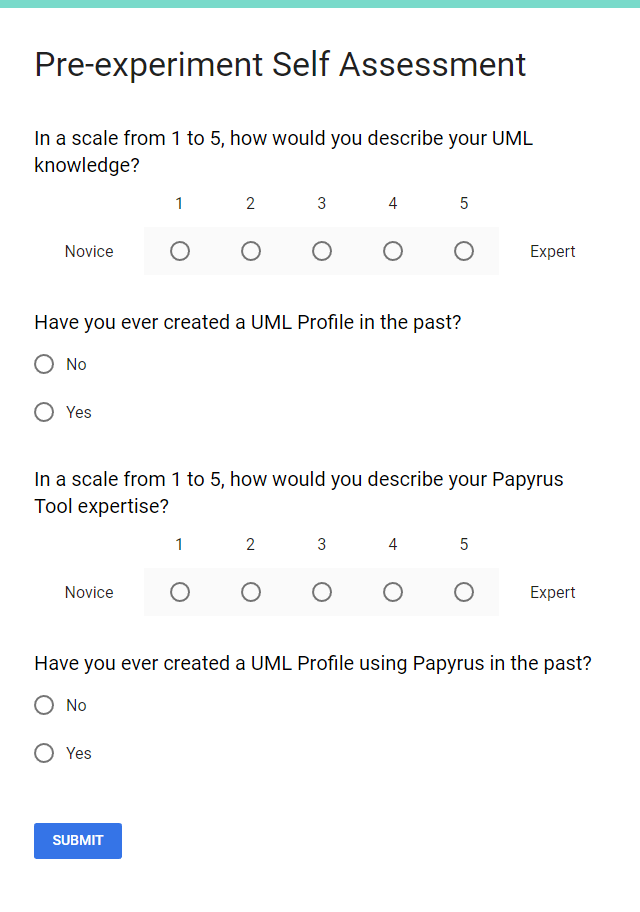 Pre-experiment Self Assessment
In a scale from 1 to 5, how would you describe your UML
knowledge?
1 2 3 4 5
Novice Expert
Have you ever created a UML Profile in the past?
No
Yes
In a scale from 1 to 5, how would you describe your Papyrus
Tool expertise?
1 2 3 4 5
Novice Expert
Have you ever created a UML Profile using Papyrus in the past?
No
Yes
SUBMIT